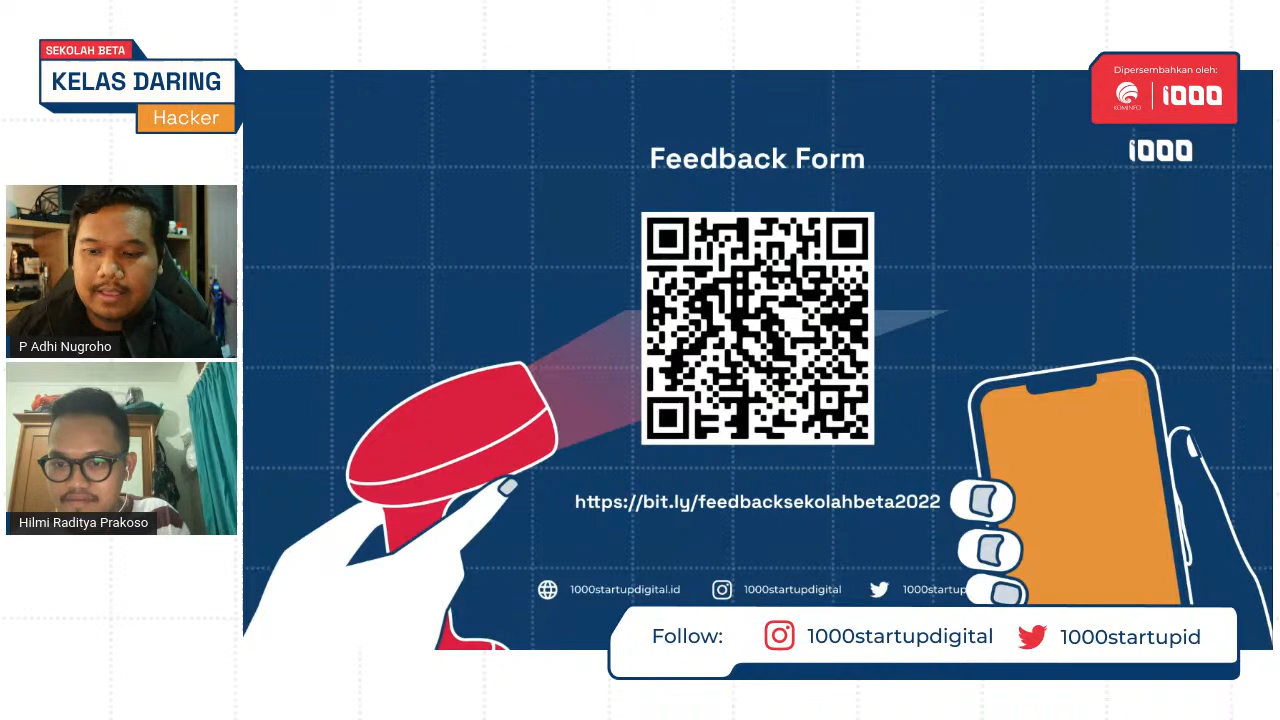 SEKOLAH BETA
KELAS DARING
Hacker
Dipersembahkan oleh:
KOMINFO
1000
1000
Feedback Form
P Adhi Nugroho
Hilmi Raditya Prakoso
https://bit.ly/feedbacksekolahbeta2022
1000startupdigital.id 1000startupdigital 1000startup
Follow: 1000startupdigital 1000startupid